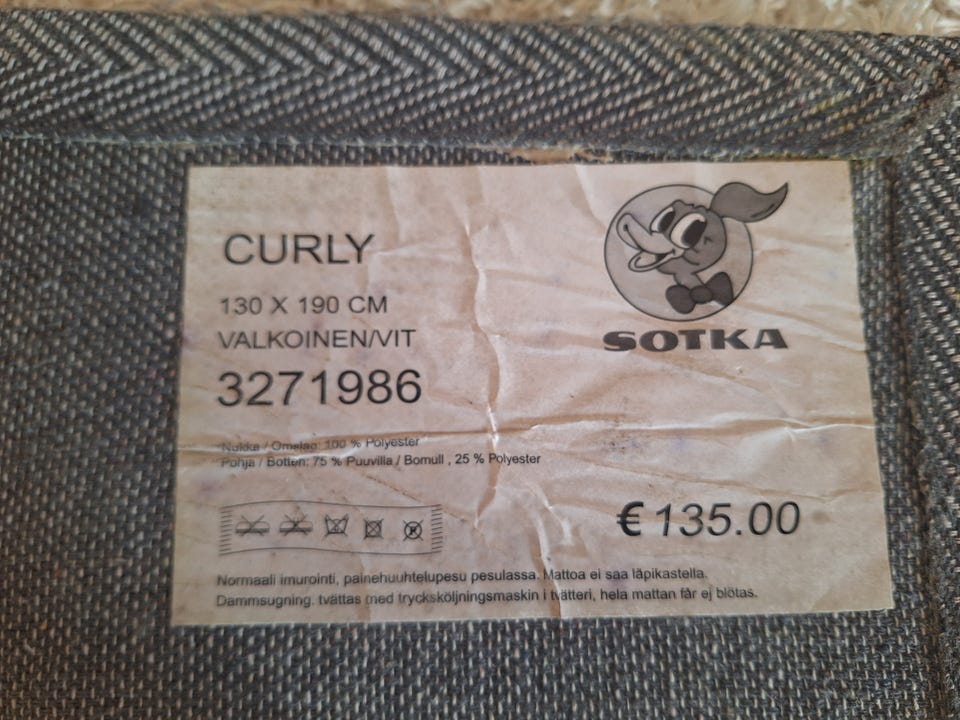 CURLY
130 X 190 CM
VALKOINEN/VIT
3271986
SOTKA
Nukka / Omslag: 100 % Polyester
Pohja / Botten: 75 % Puuvilla / Bomull , 25 % Polyester
€ 135.00
Normaali imurointi, painehuuhtelupesu pesulassa. Mattoa ei saa läpikastella.
Dammsugning. tvättas med trycksköljningsmaskin i tvätteri, hela mattan får ej blötas.